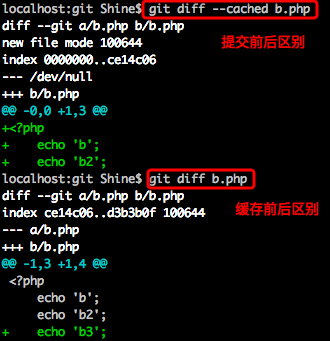 localhost:git Shine$ git diff --cached b.php
diff --git a/b.php b/b.php
new file mode 100644
提交前后区别
index 0000000..ce14c06
--- /dev/null
+++ b/b.php
@@ -0,0 +1,3 @@
+<?php
+    echo 'b';
+    echo 'b2';
localhost:git Shine$ git diff b.php
diff --git a/b.php b/b.php
index ce14c06..d3b3b0f 100644
缓存前后区别
--- a/b.php
+++ b/b.php
@@ -1,3 +1,4 @@
 <?php
     echo 'b';
     echo 'b2';
+    echo 'b3';